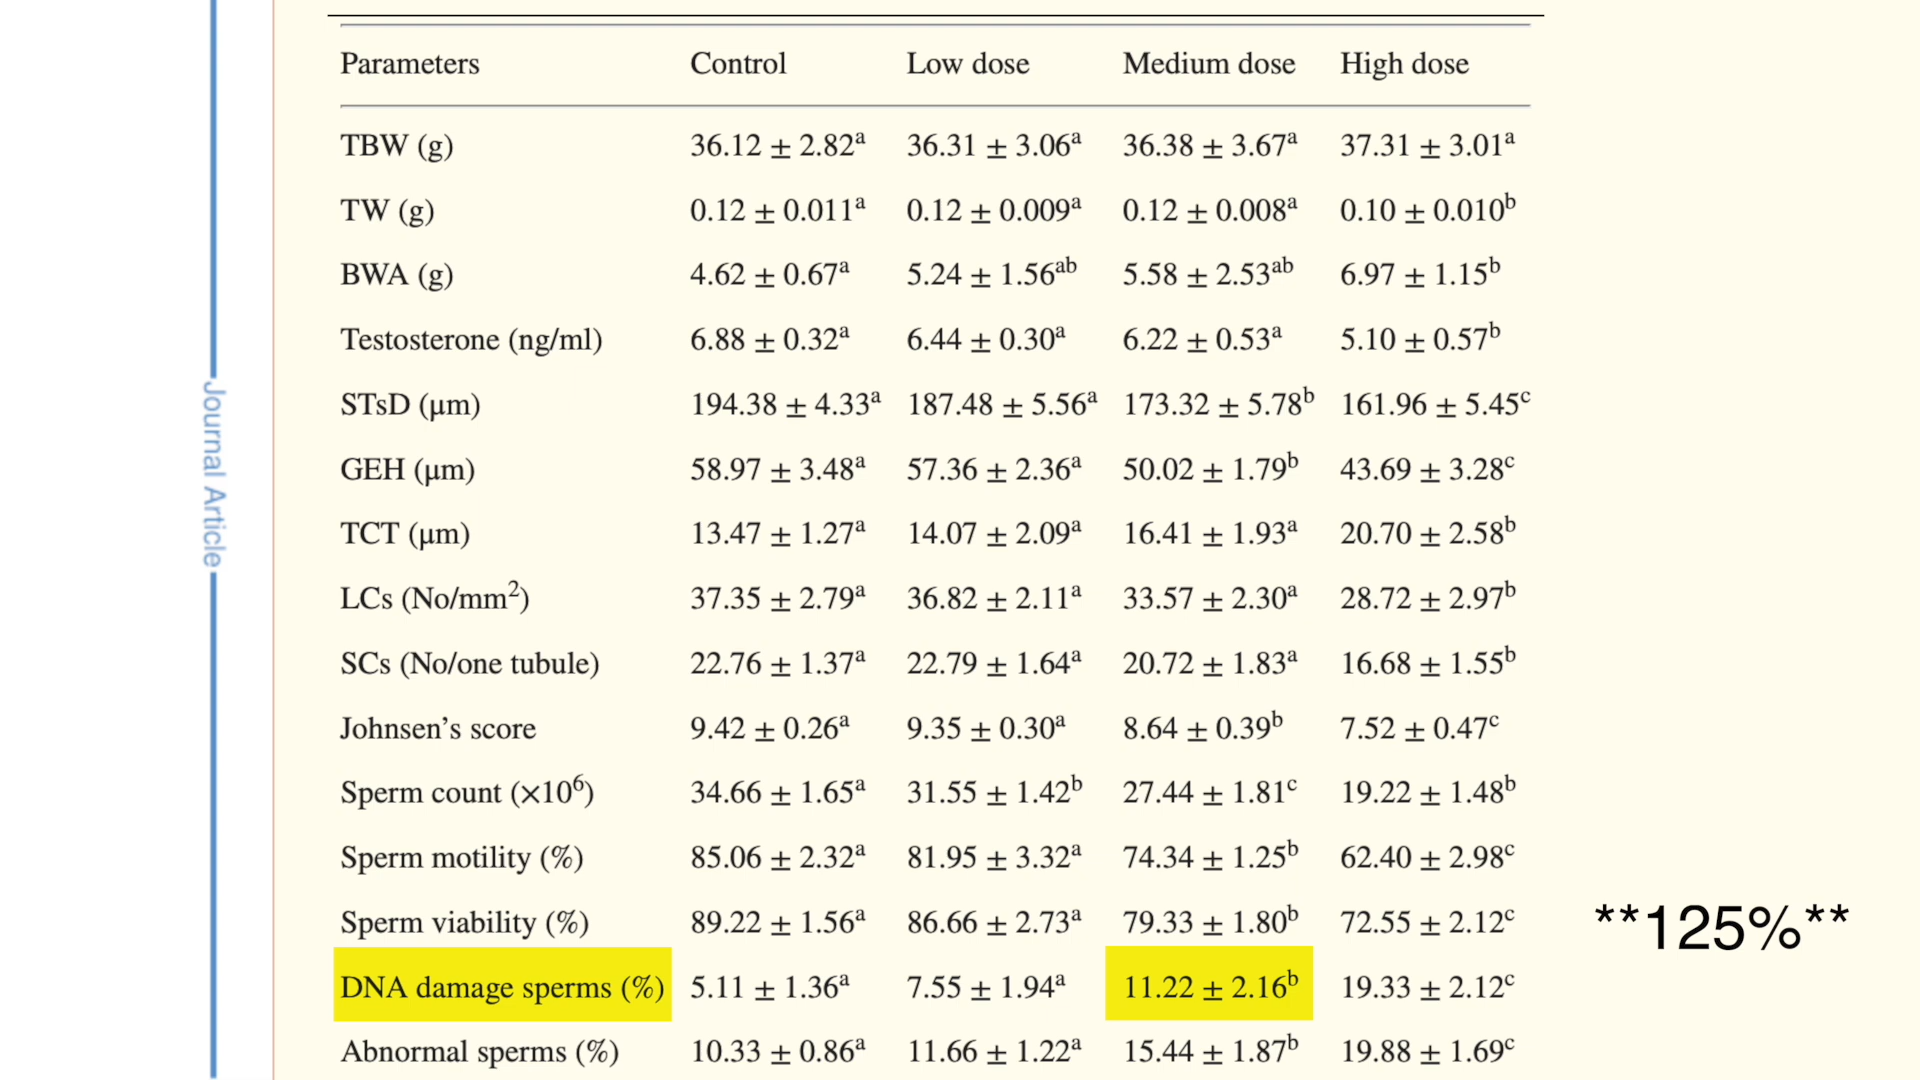 Journal Article
Parameters Control Low dose Medium dose High dose
TBW (g) 36.12 ± 2.82ᵃ 36.31 ± 3.06ᵃ 36.38 ± 3.67ᵃ 37.31 ± 3.01ᵃ
TW (g) 0.12 ± 0.011ᵃ 0.12 ± 0.009ᵃ 0.12 ± 0.008ᵃ 0.10 ± 0.010ᵇ
BWA (g) 4.62 ± 0.67ᵃ 5.24 ± 1.56ᵃᵇ 5.58 ± 2.53ᵃᵇ 6.97 ± 1.15ᵇ
Testosterone (ng/ml) 6.88 ± 0.32ᵃ 6.44 ± 0.30ᵃ 6.22 ± 0.53ᵃ 5.10 ± 0.57ᵇ
STsD (μm) 194.38 ± 4.33ᵃ 187.48 ± 5.56ᵃ 173.32 ± 5.78ᵇ 161.96 ± 5.45ᶜ
GEH (μm) 58.97 ± 3.48ᵃ 57.36 ± 2.36ᵃ 50.02 ± 1.79ᵇ 43.69 ± 3.28ᶜ
TCT (μm) 13.47 ± 1.27ᵃ 14.07 ± 2.09ᵃ 16.41 ± 1.93ᵃ 20.70 ± 2.58ᵇ
LCs (No/mm²) 37.35 ± 2.79ᵃ 36.82 ± 2.11ᵃ 33.57 ± 2.30ᵃ 28.72 ± 2.97ᵇ
SCs (No/one tubule) 22.76 ± 1.37ᵃ 22.79 ± 1.64ᵃ 20.72 ± 1.83ᵃ 16.68 ± 1.55ᵇ
Johnsen’s score 9.42 ± 0.26ᵃ 9.35 ± 0.30ᵃ 8.64 ± 0.39ᵇ 7.52 ± 0.47ᶜ
Sperm count (×10⁶) 34.66 ± 1.65ᵃ 31.55 ± 1.42ᵇ 27.44 ± 1.81ᶜ 19.22 ± 1.48ᵇ
Sperm motility (%) 85.06 ± 2.32ᵃ 81.95 ± 3.32ᵃ 74.34 ± 1.25ᵇ 62.40 ± 2.98ᶜ
Sperm viability (%) 89.22 ± 1.56ᵃ 86.66 ± 2.73ᵃ 79.33 ± 1.80ᵇ 72.55 ± 2.12ᶜ
**125%**
DNA damage sperms (%) 5.11 ± 1.36ᵃ 7.55 ± 1.94ᵃ 11.22 ± 2.16ᵇ 19.33 ± 2.12ᶜ
Abnormal sperms (%) 10.33 ± 0.86ᵃ 11.66 ± 1.22ᵃ 15.44 ± 1.87ᵇ 19.88 ± 1.69ᶜ